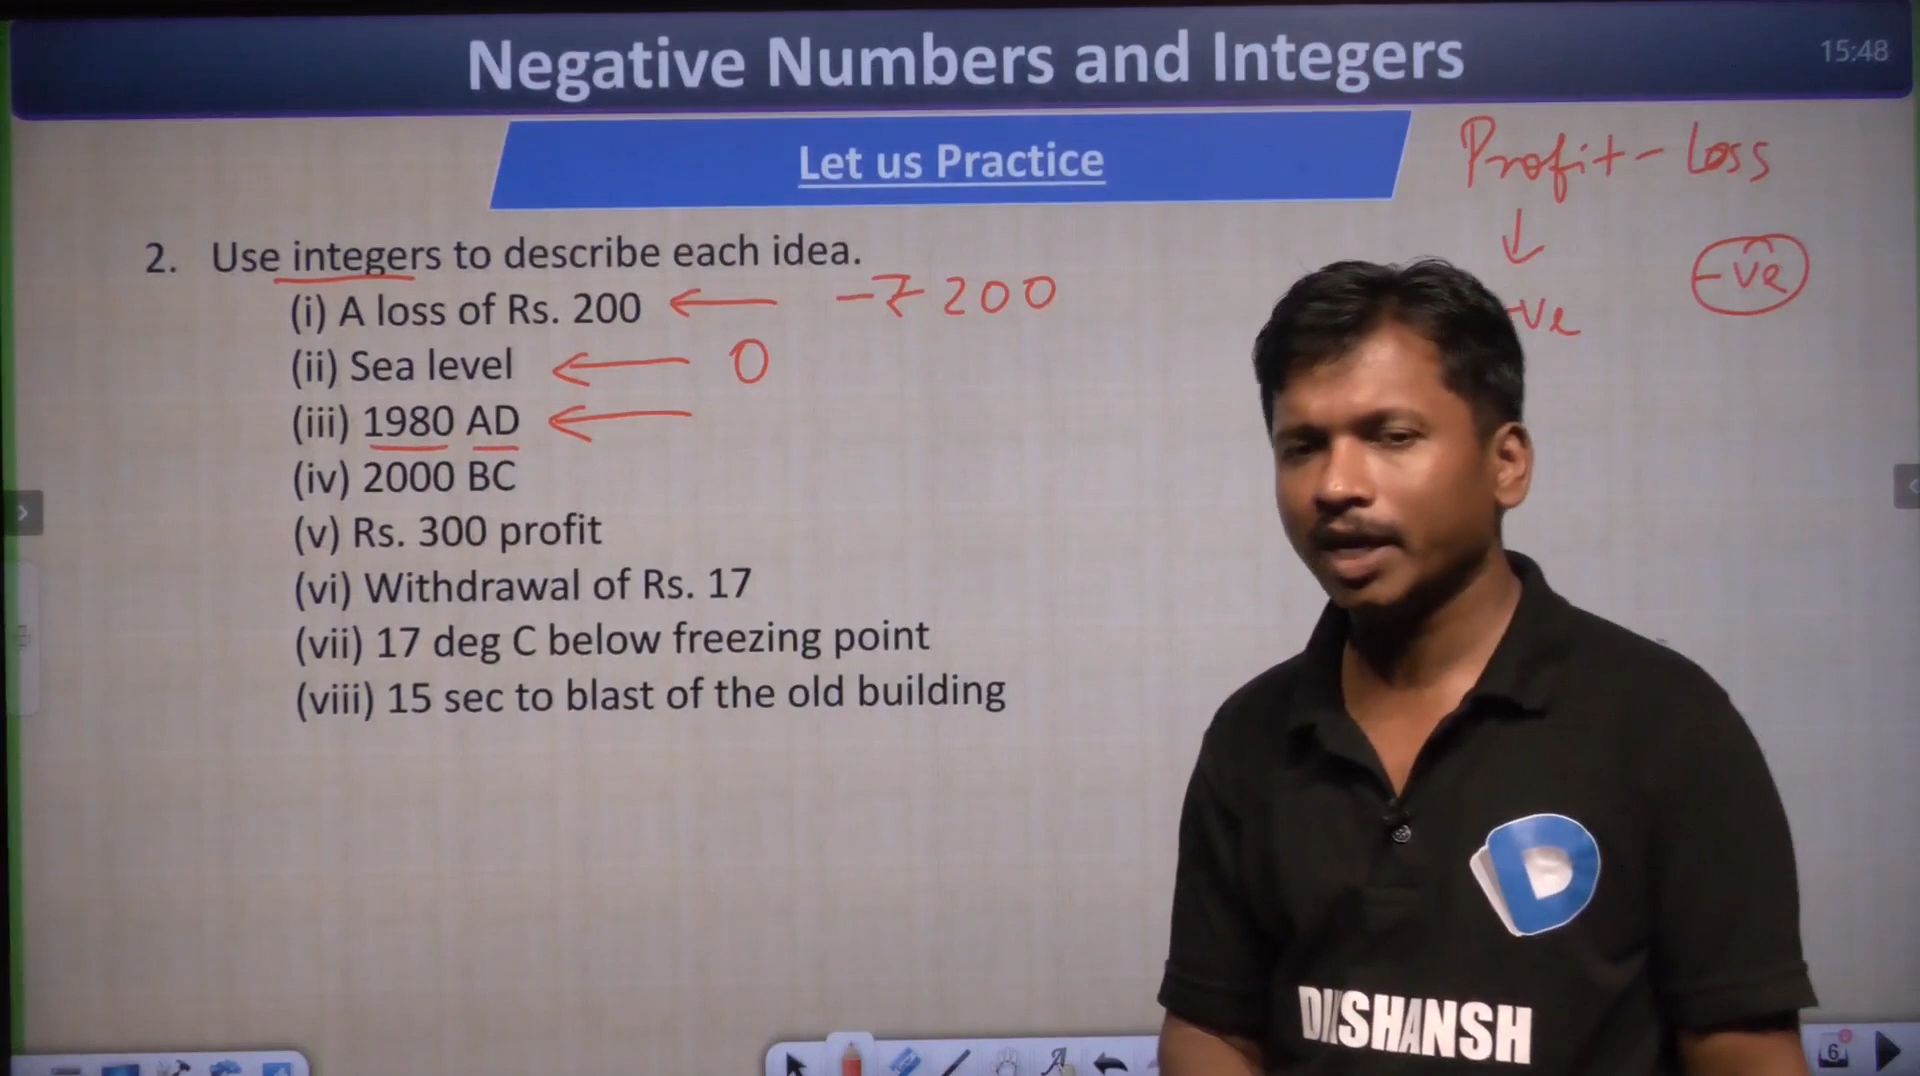 Negative Numbers and Integers
15:48
Let us Practice
Profit - Loss
2. Use integers to describe each idea.
-ve
(i) A loss of Rs. 200 - ₹ 200
+ve
(ii) Sea level 0
(iii) 1980 AD
(iv) 2000 BC
(v) Rs. 300 profit
(vi) Withdrawal of Rs. 17
(vii) 17 deg C below freezing point
(viii) 15 sec to blast of the old building
D
6